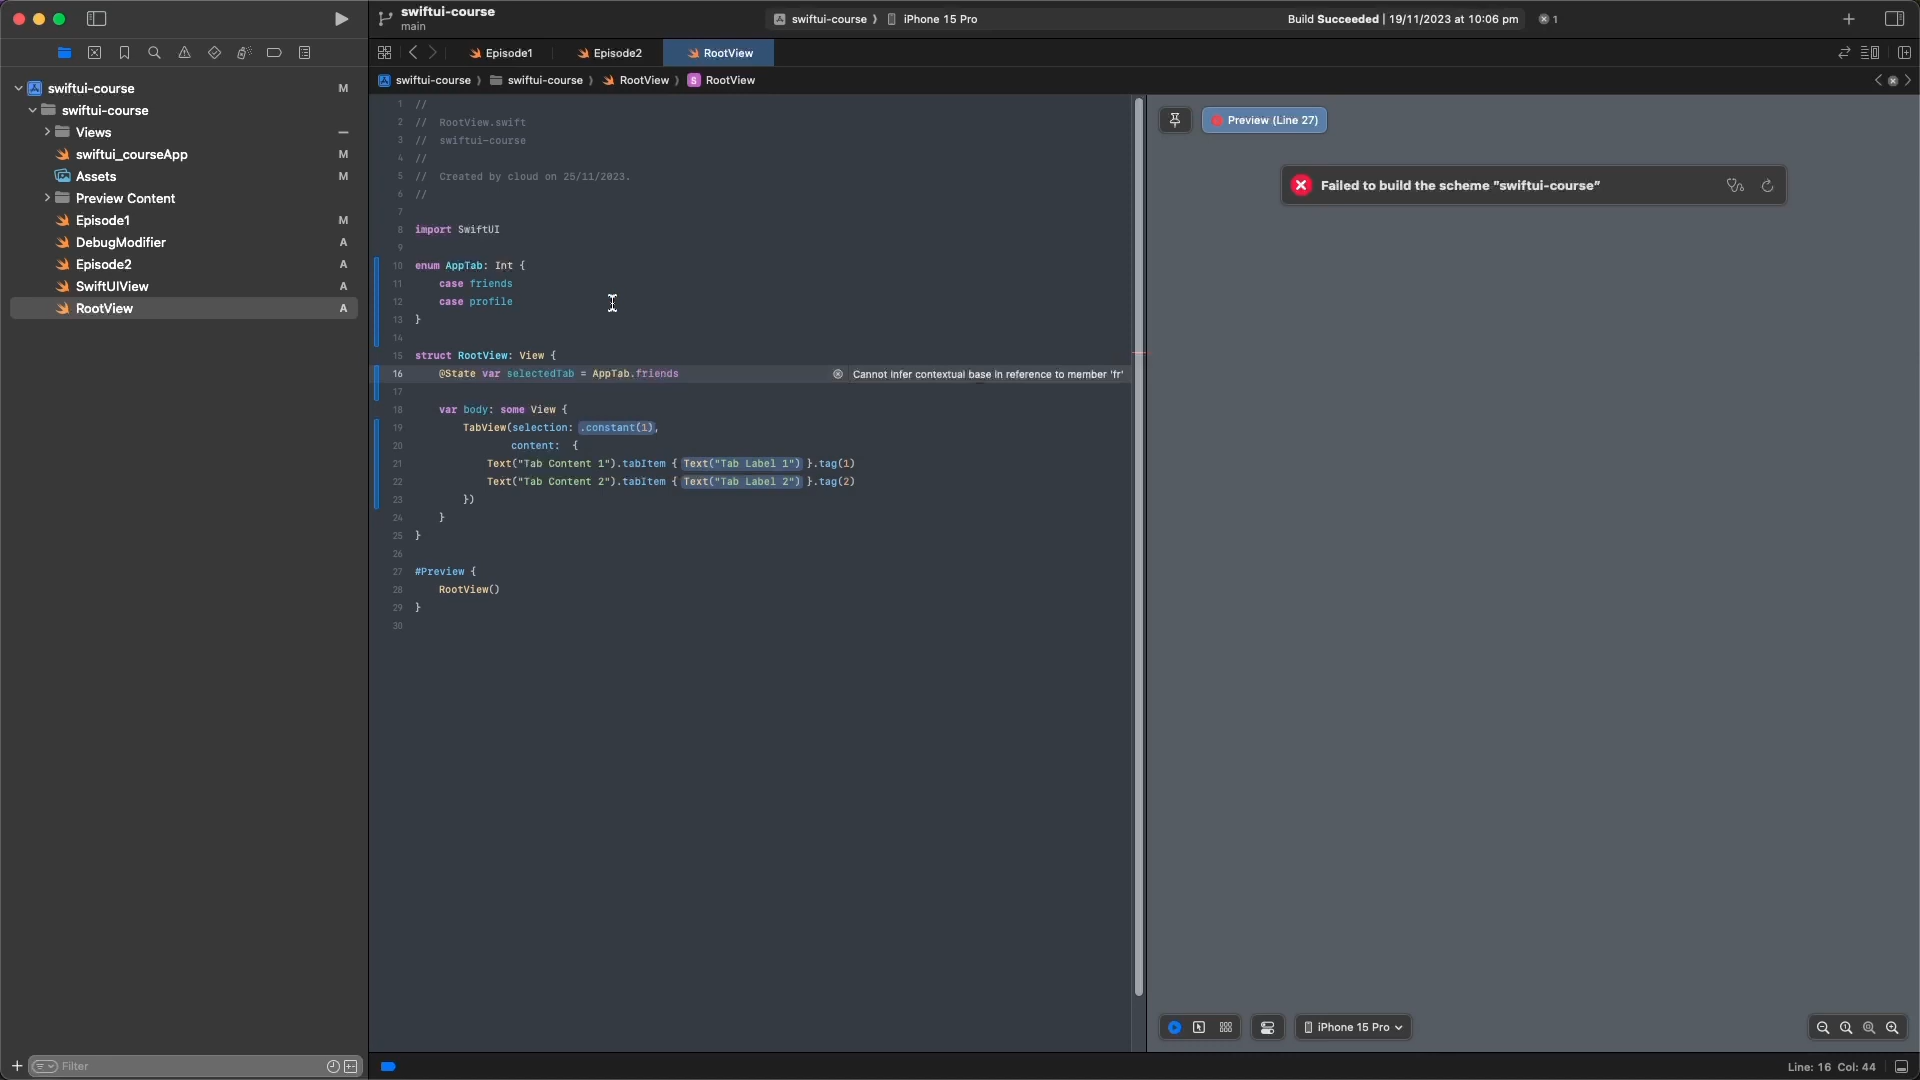 swiftui-course
main
swiftui-course
iPhone 15 Pro
Build Succeeded | 19/11/2023 at 10:06 pm
1
Episode1
Episode2
RootView
swiftui-course
swiftui-course
RootView
S
RootView
swiftui-course M
swiftui-course
Views
swiftui_courseApp M
Assets M
Preview Content
Episode1 M
DebugModifier A
Episode2 A
SwiftUIView A
RootView A
Filter
1 //
2 // RootView.swift
3 // swiftui-course
4 //
5 // Created by cloud on 25/11/2023.
6 //
7
8 import SwiftUI
9
10 enum AppTab: Int {
11 case friends
12 case profile
13 }
14
15 struct RootView: View {
16 @State var selectedTab = AppTab.friends
Cannot infer contextual base in reference to member 'fr'
17
18 var body: some View {
19 TabView(selection: .constant(1),
20 content: {
21 Text("Tab Content 1").tabItem { Text("Tab Label 1") }.tag(1)
22 Text("Tab Content 2").tabItem { Text("Tab Label 2") }.tag(2)
23 })
24 }
25 }
26
27 #Preview {
28 RootView()
29 }
30
Preview (Line 27)
Failed to build the scheme "swiftui-course"
iPhone 15 Pro
Line: 16 Col: 44